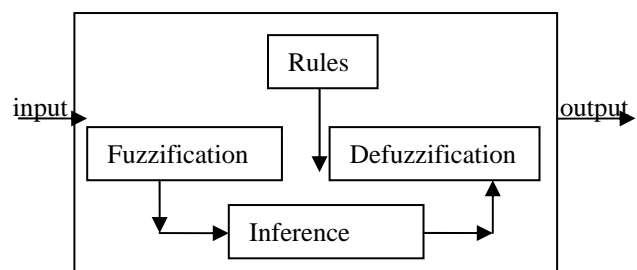 Rules
input
output
Fuzzification
Defuzzification
Inference